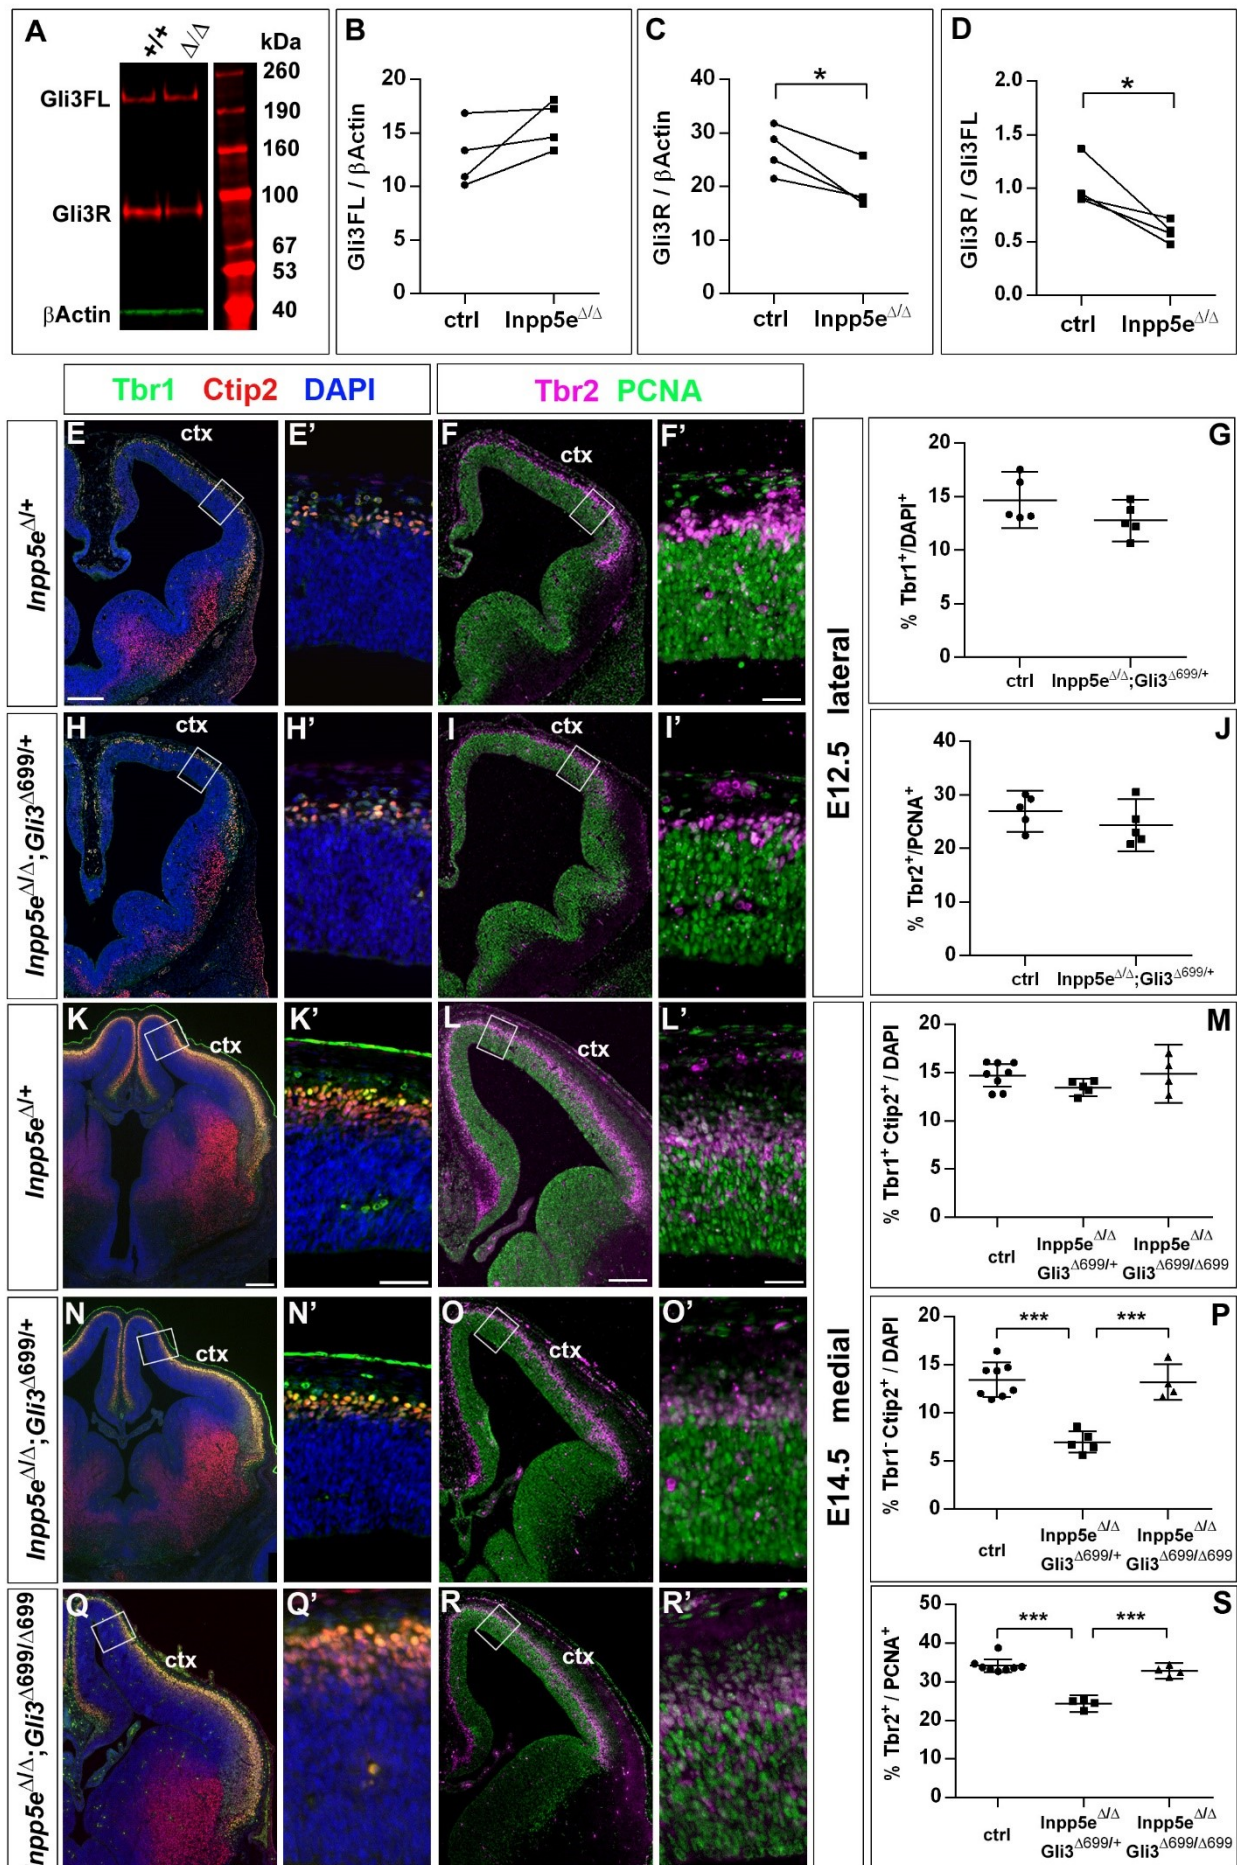 A
+/+ Δ/Δ
kDa
Gli3FL
Gli3R
βActin
260
190
160
100
67
53
40
B
Gli3FL / βActin
20
15
10
5
0
ctrl Inpp5eΔ/Δ
C
Gli3R / βActin
40
30
20
10
0
*
ctrl Inpp5eΔ/Δ
D
Gli3R / Gli3FL
2.0
1.5
1.0
0.5
0.0
*
ctrl Inpp5eΔ/Δ
Tbr1 Ctip2 DAPI
Tbr2 PCNA
Inpp5eΔ/+
E ctx
E’
F ctx
F’
E12.5 lateral
G
% Tbr1+/DAPI+
20
15
10
5
0
ctrl Inpp5eΔ/Δ;Gli3Δ699/+
Inpp5eΔ/Δ;Gli3Δ699/+
H ctx
H’
I ctx
I’
J
% Tbr2+/PCNA+
40
30
20
10
0
ctrl Inpp5eΔ/Δ;Gli3Δ699/+
Inpp5eΔ/+
K ctx
K’
L ctx
L’
E14.5 medial
M
% Tbr1+ Ctip2+ / DAPI
20
15
10
5
0
ctrl
Inpp5eΔ/Δ
Gli3Δ699/+
Inpp5eΔ/Δ
Gli3Δ699/Δ699
Inpp5eΔ/Δ;Gli3Δ699/+
N ctx
N’
O ctx
O’
P
% Tbr1- Ctip2+ / DAPI
20
15
10
5
0
*** ***
ctrl
Inpp5eΔ/Δ
Gli3Δ699/+
Inpp5eΔ/Δ
Gli3Δ699/Δ699
npp5eΔ/Δ;Gli3Δ699/Δ699
Q ctx
Q’
R ctx
R’
S
% Tbr2+ / PCNA+
50
40
30
20
10
0
*** ***
ctrl
Inpp5eΔ/Δ
Gli3Δ699/+
Inpp5eΔ/Δ
Gli3Δ699/Δ699